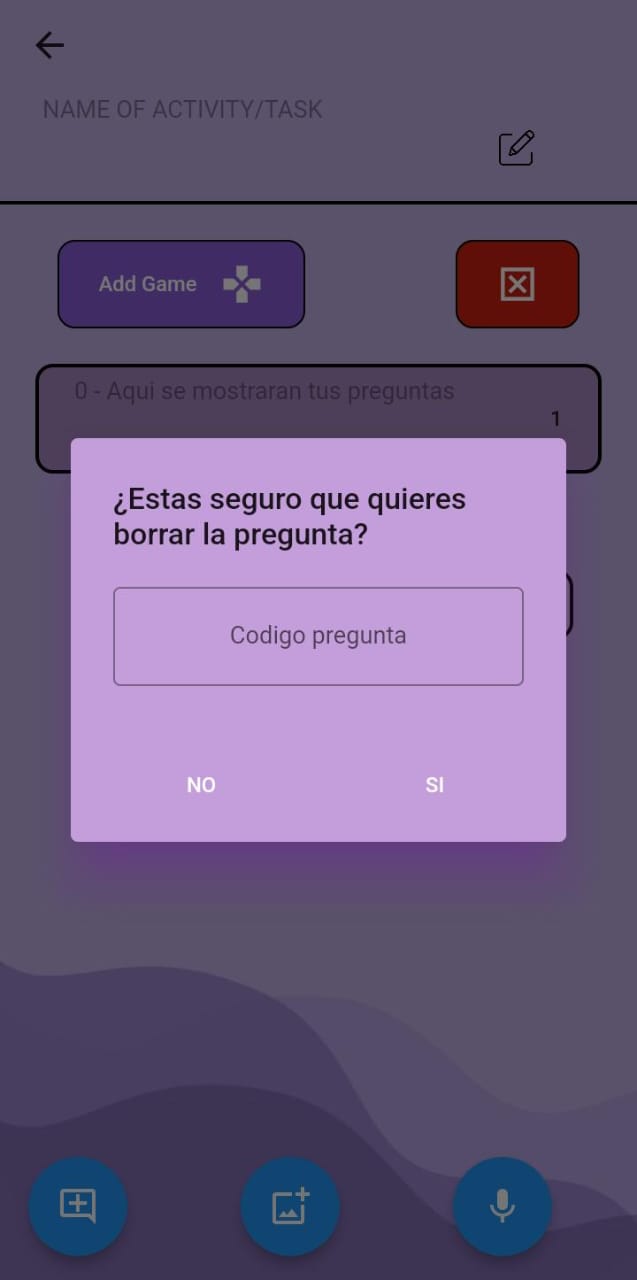 NAME OF ACTIVITY/TASK
Add Game
0 - Aqui se mostraran tus preguntas
1
¿Estas seguro que quieres
borrar la pregunta?
Codigo pregunta
NO SI